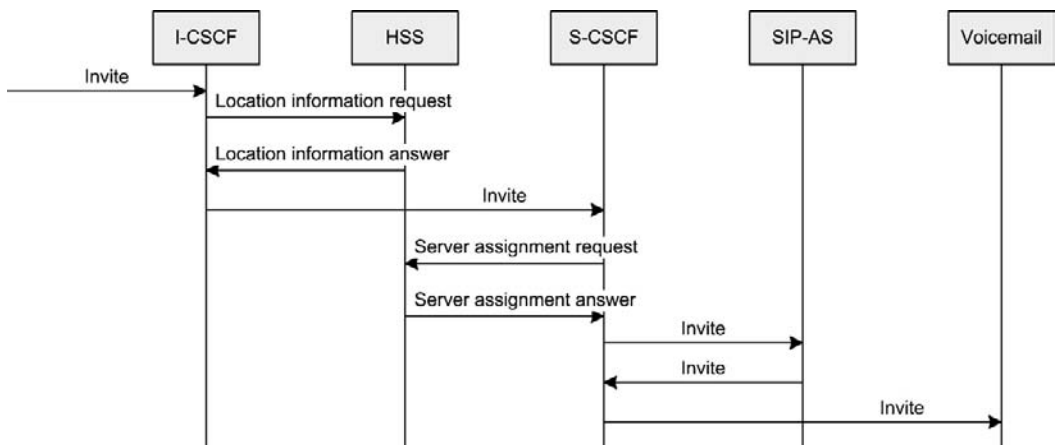 I-CSCF
HSS
S-CSCF
SIP-AS
Voicemail
Invite
Location information request
Location information answer
Invite
Server assignment request
Server assignment answer
Invite
Invite
Invite